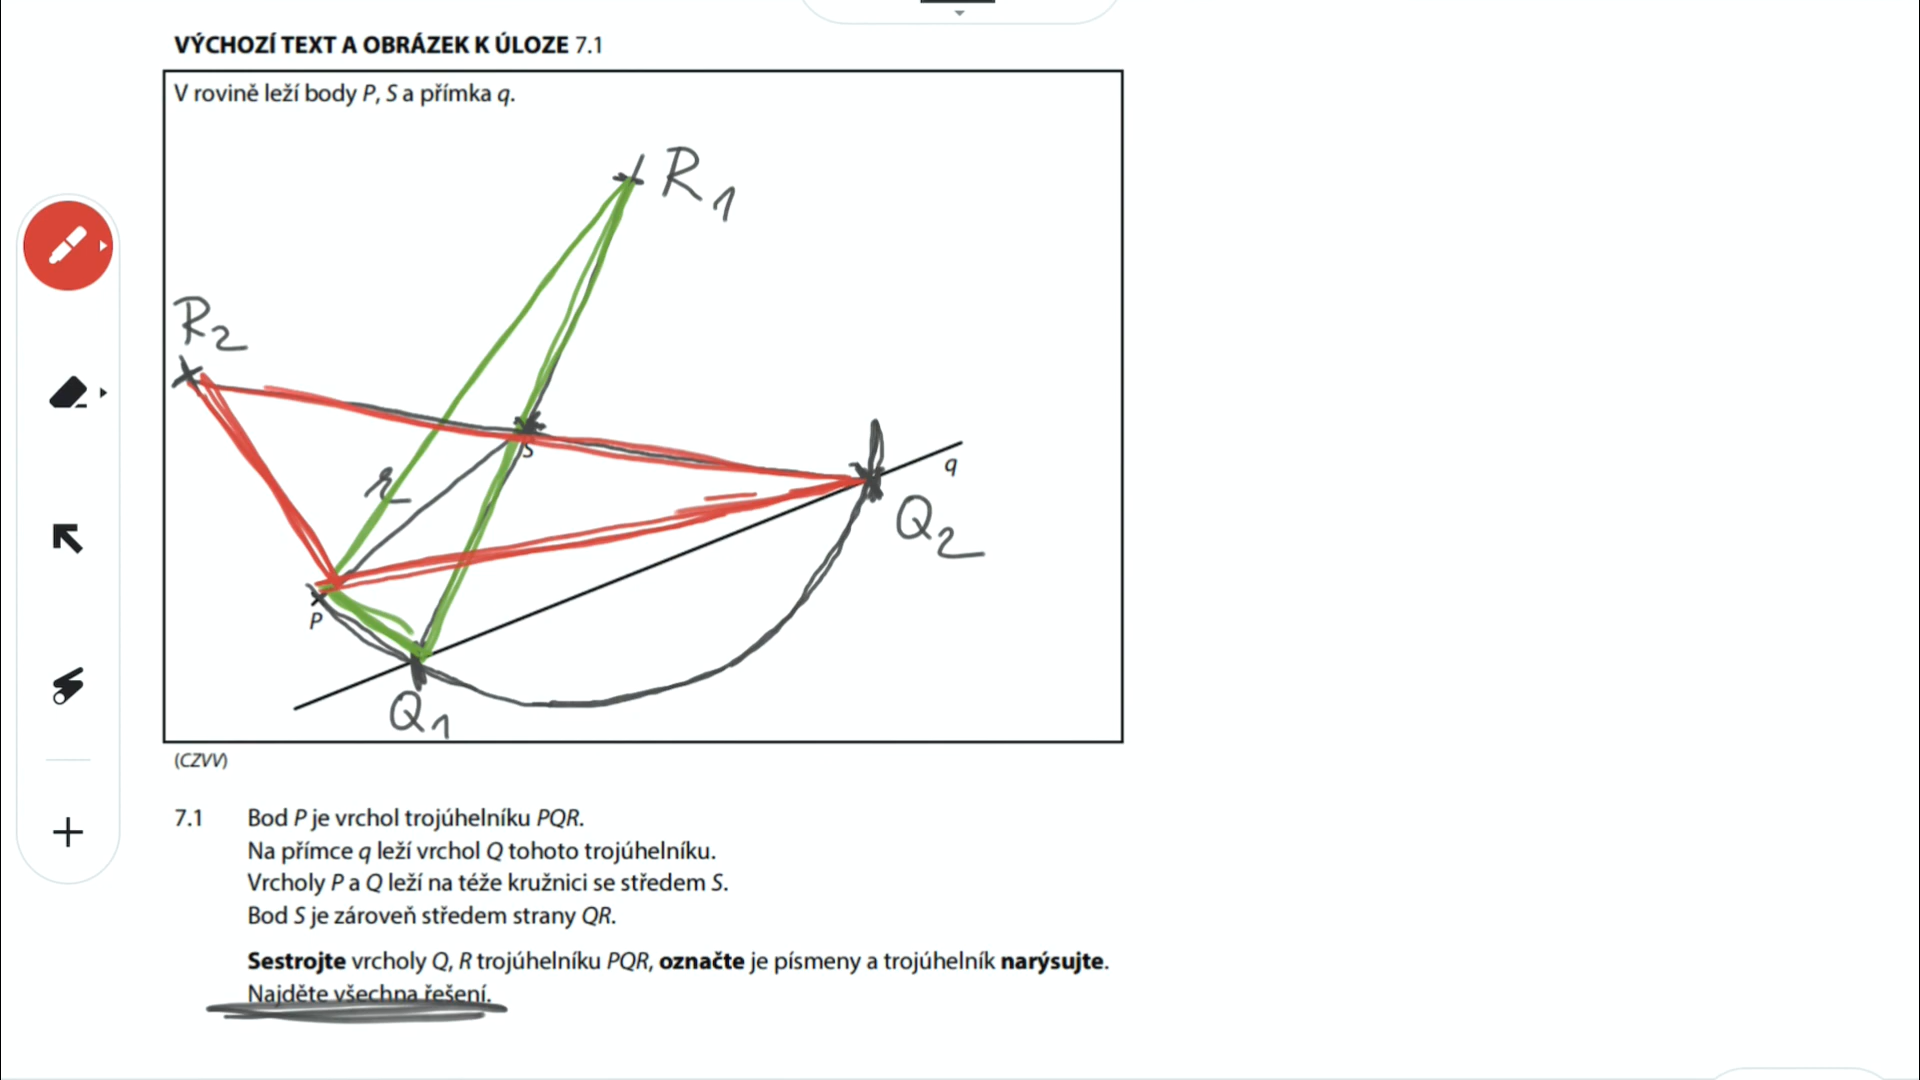 VÝCHOZÍ TEXT A OBRÁZEK K ÚLOZE 7.1
V rovině leží body P, S a přímka q.
R1
R2
S
r
q
Q2
P
Q1
(CZVV)
7.1 Bod P je vrchol trojúhelníku PQR.
Na přímce q leží vrchol Q tohoto trojúhelníku.
Vrcholy P a Q leží na téže kružnici se středem S.
Bod S je zároveň středem strany QR.
Sestrojte vrcholy Q, R trojúhelníku PQR, označte je písmeny a trojúhelník narýsujte.
Najděte všechna řešení.